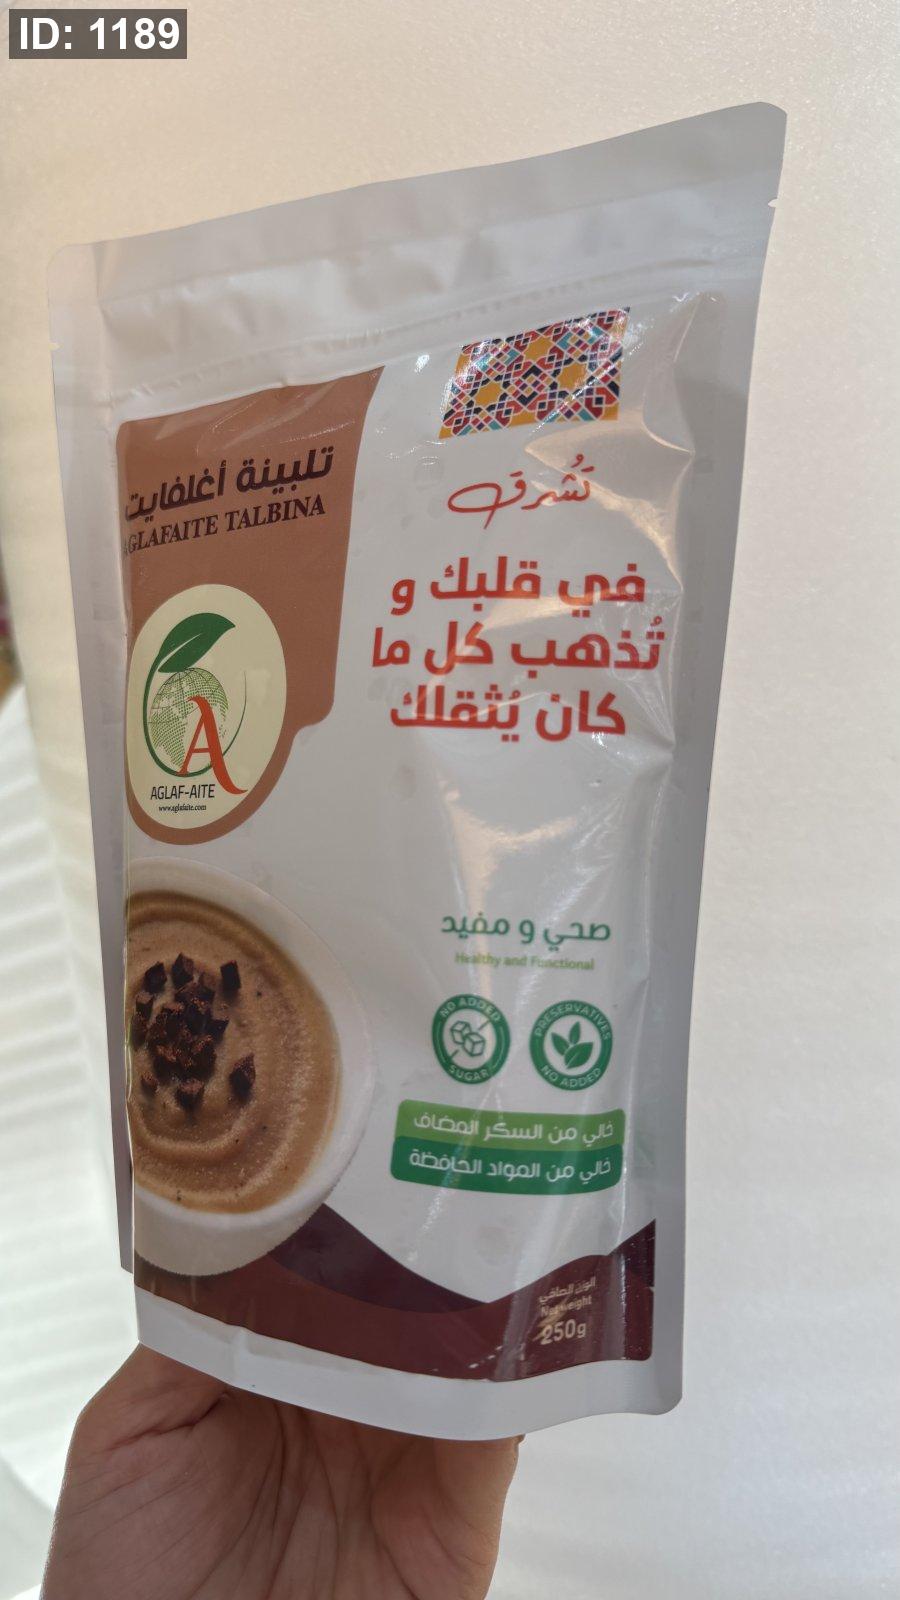 ID: 1189
تلبينة أغلفايت
AGLAFAITE TALBINA
تُشرق
في قلبك و
تُذهب كل ما
كان يُثقلك
A
AGLAF-AITE
www.aglafaite.com
صحي و مفيد
Healthy and Functional
NO ADDED SUGAR
PRESERVATIVES NO ADDED
خالي من السكر المضاف
خالي من المواد الحافظة
الوزن الصافي
Net weight
250g